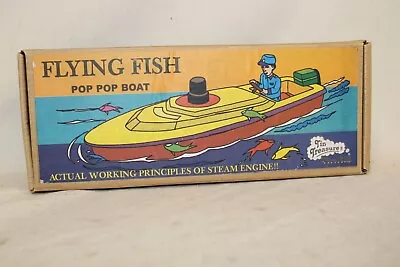 FLYING FISH
POP POP BOAT
Tin
Treasures
ACTUAL WORKING PRINCIPLES OF STEAM ENGINE!!